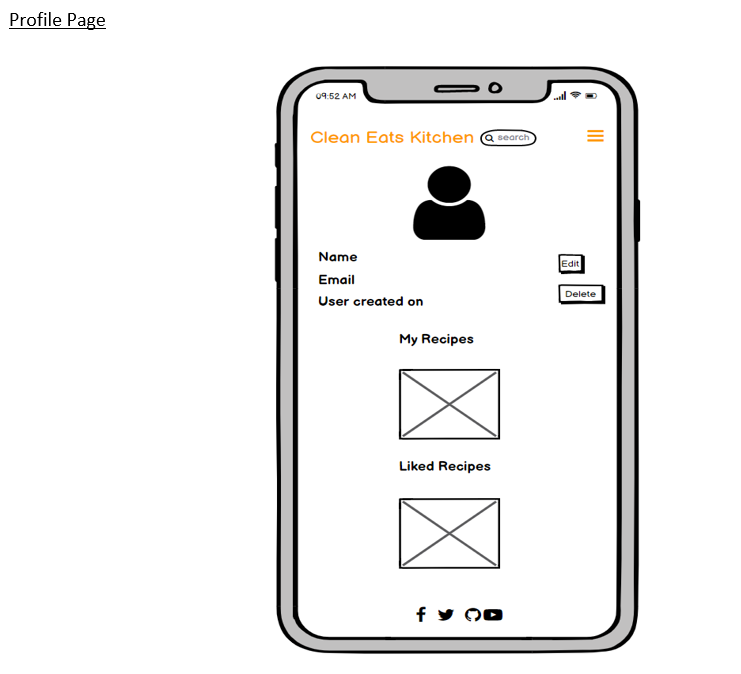 Profile Page
09:52 AM
Clean Eats Kitchen search
Name
Edit
Email
Delete
User created on
My Recipes
Liked Recipes